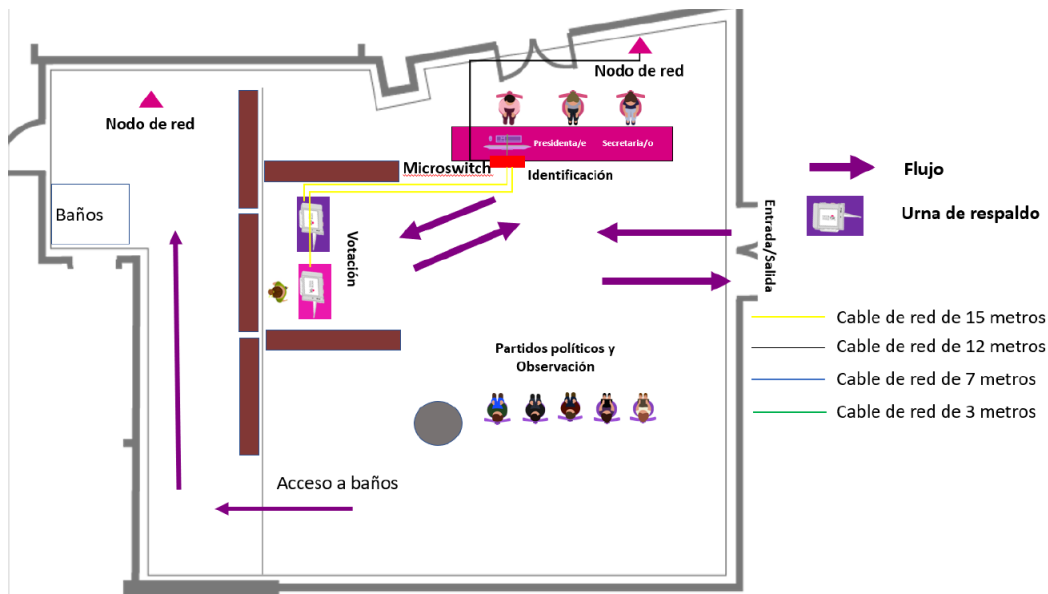 Nodo de red
Nodo de red
Presidenta/e
Secretaria/o
Microswitch
Identificación
Baños
Votación
Entrada/Salida
Flujo
Urna de respaldo
Cable de red de 15 metros
Cable de red de 12 metros
Cable de red de 7 metros
Cable de red de 3 metros
Partidos políticos y
Observación
Acceso a baños